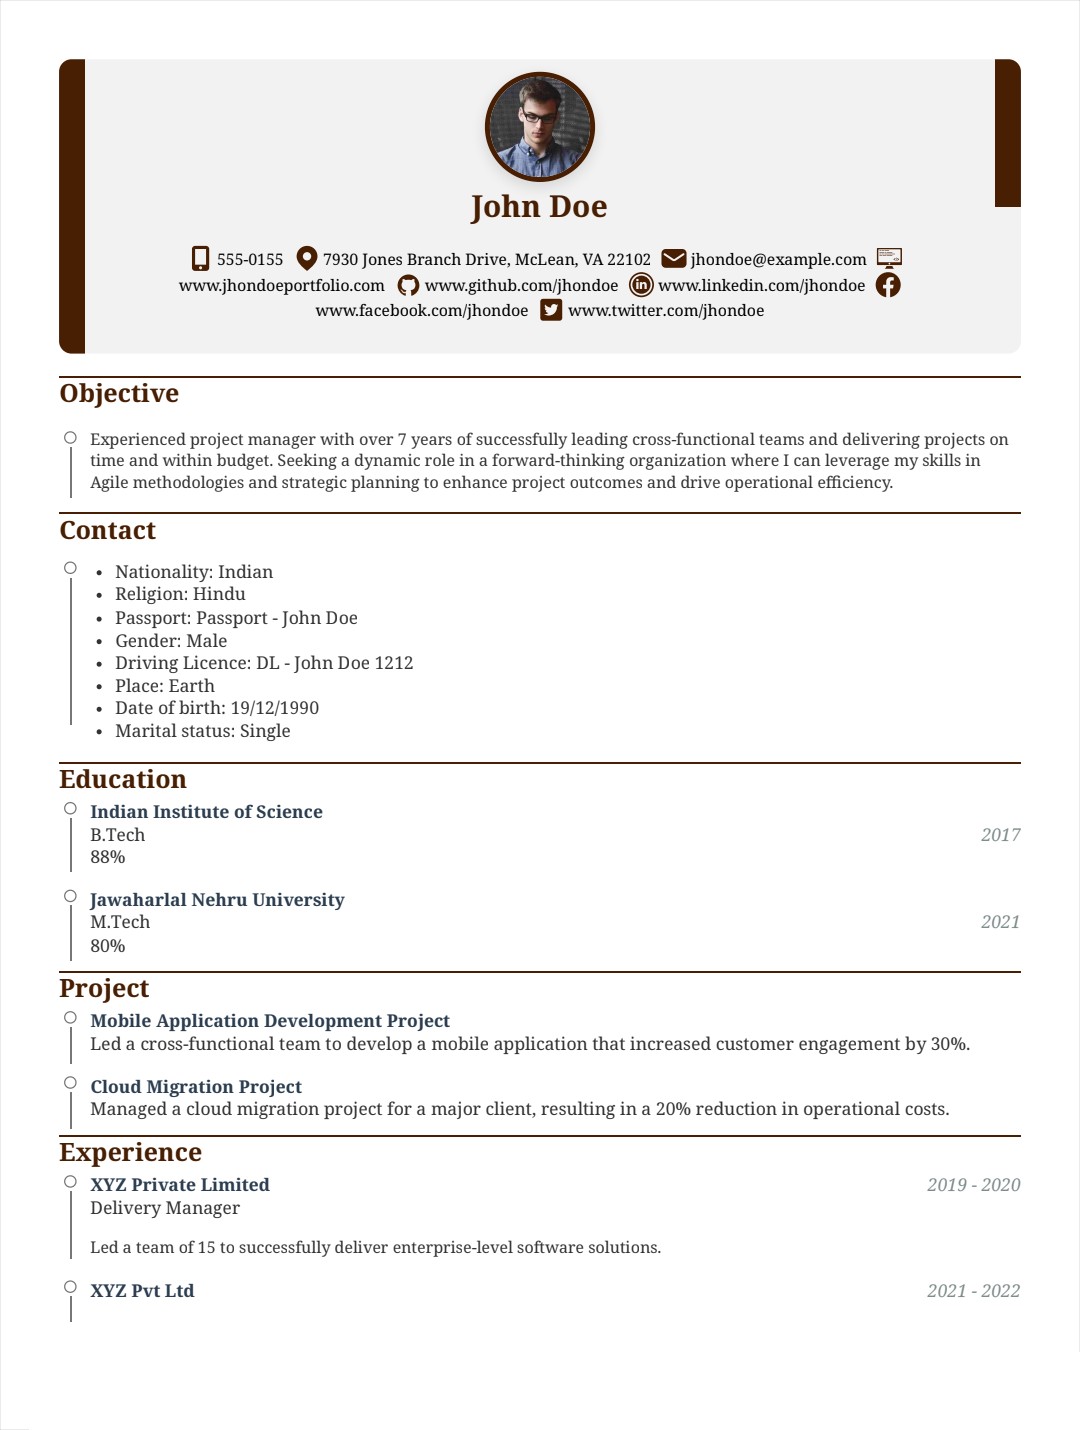 John Doe
555-0155 7930 Jones Branch Drive, McLean, VA 22102 jhondoe@example.com
www.jhondoeportfolio.com www.github.com/jhondoe www.linkedin.com/jhondoe
www.facebook.com/jhondoe www.twitter.com/jhondoe
Objective
Experienced project manager with over 7 years of successfully leading cross-functional teams and delivering projects on
time and within budget. Seeking a dynamic role in a forward-thinking organization where I can leverage my skills in
Agile methodologies and strategic planning to enhance project outcomes and drive operational efficiency.
Contact
• Nationality: Indian
• Religion: Hindu
• Passport: Passport - John Doe
• Gender: Male
• Driving Licence: DL - John Doe 1212
• Place: Earth
• Date of birth: 19/12/1990
• Marital status: Single
Education
Indian Institute of Science
B.Tech 2017
88%
Jawaharlal Nehru University
M.Tech 2021
80%
Project
Mobile Application Development Project
Led a cross-functional team to develop a mobile application that increased customer engagement by 30%.
Cloud Migration Project
Managed a cloud migration project for a major client, resulting in a 20% reduction in operational costs.
Experience
XYZ Private Limited 2019 - 2020
Delivery Manager
Led a team of 15 to successfully deliver enterprise-level software solutions.
XYZ Pvt Ltd 2021 - 2022